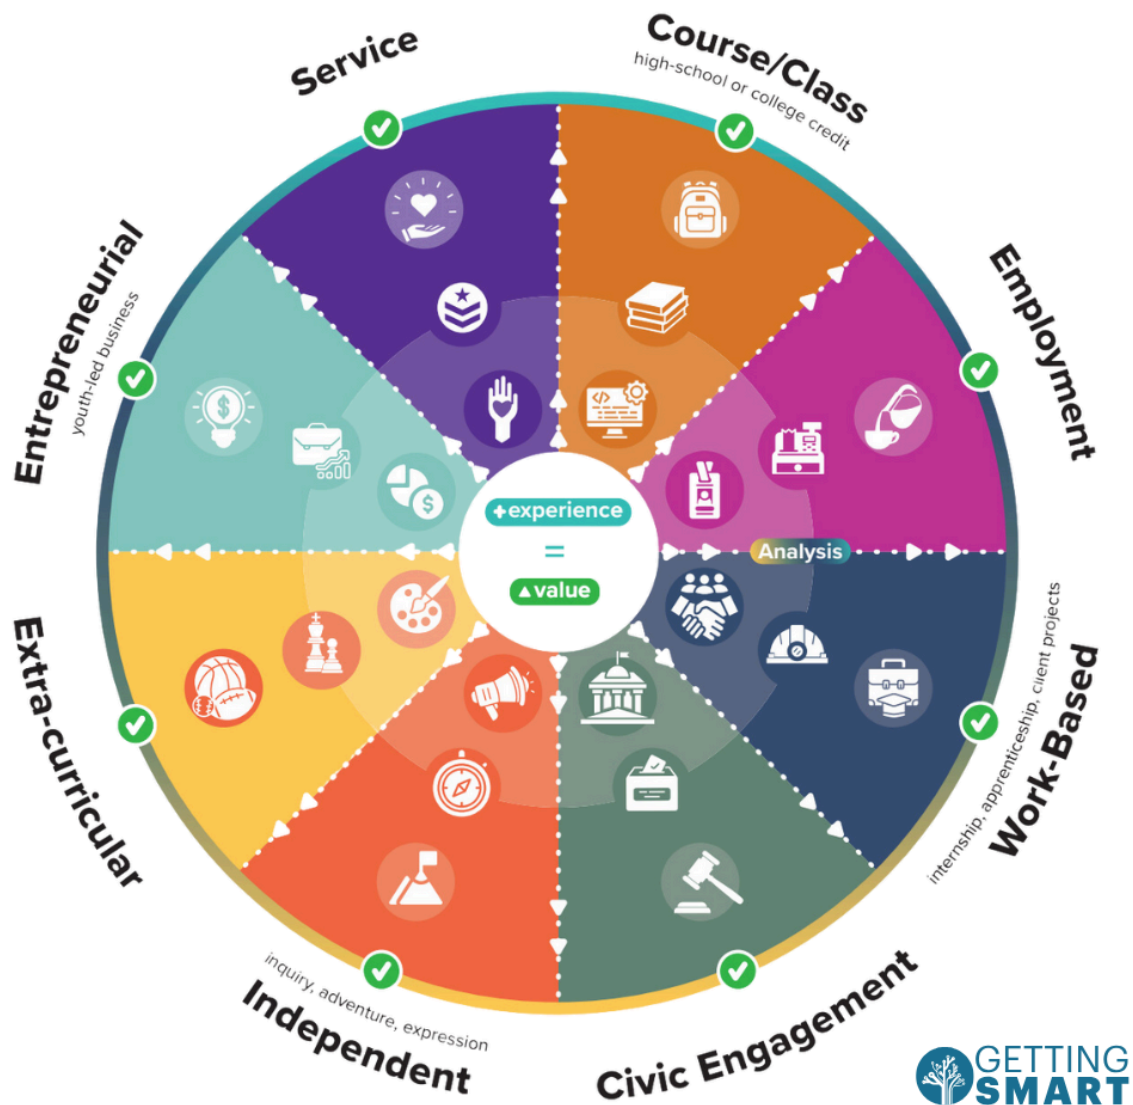 Service
Course/Class
high-school or college credit
Entrepreneurial
youth-led business
Employment
+experience
=
▲value
Analysis
Extra-curricular
Work-Based
internship, apprenticeship, client projects
Independent
inquiry, adventure, expression
Civic Engagement
GETTING
SMART
$
$
</>